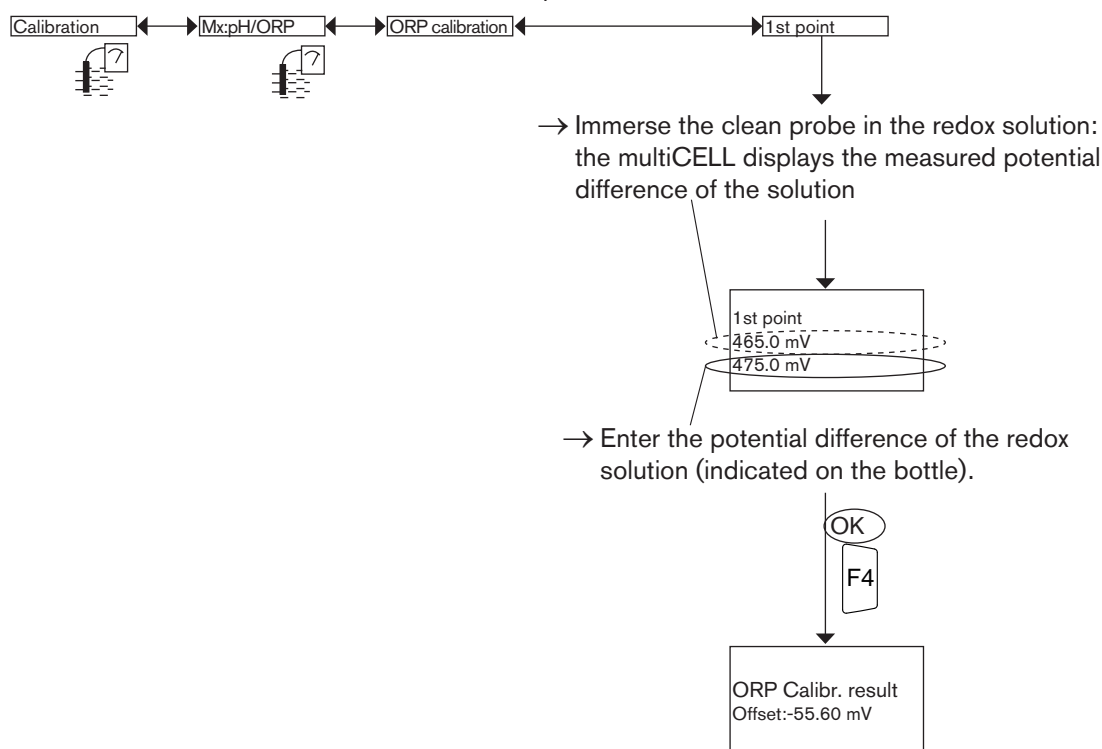 Calibration Mx:pH/ORP ORP calibration 1st point
→ Immerse the clean probe in the redox solution:
the multiCELL displays the measured potential
difference of the solution
1st point
465.0 mV
475.0 mV
→ Enter the potential difference of the redox
solution (indicated on the bottle).
OK
F4
ORP Calibr. result
Offset:-55.60 mV